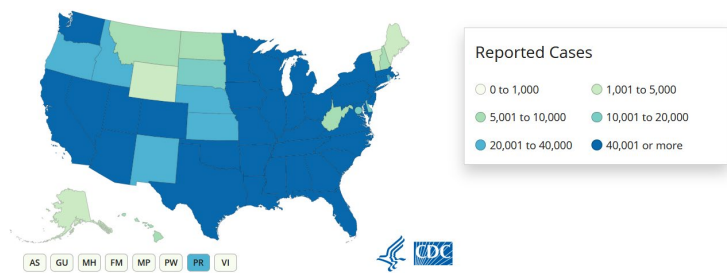 Reported Cases
0 to 1,000
1,001 to 5,000
5,001 to 10,000
10,001 to 20,000
20,001 to 40,000
40,001 or more
AS GU MH FM MP PW PR VI
CDC